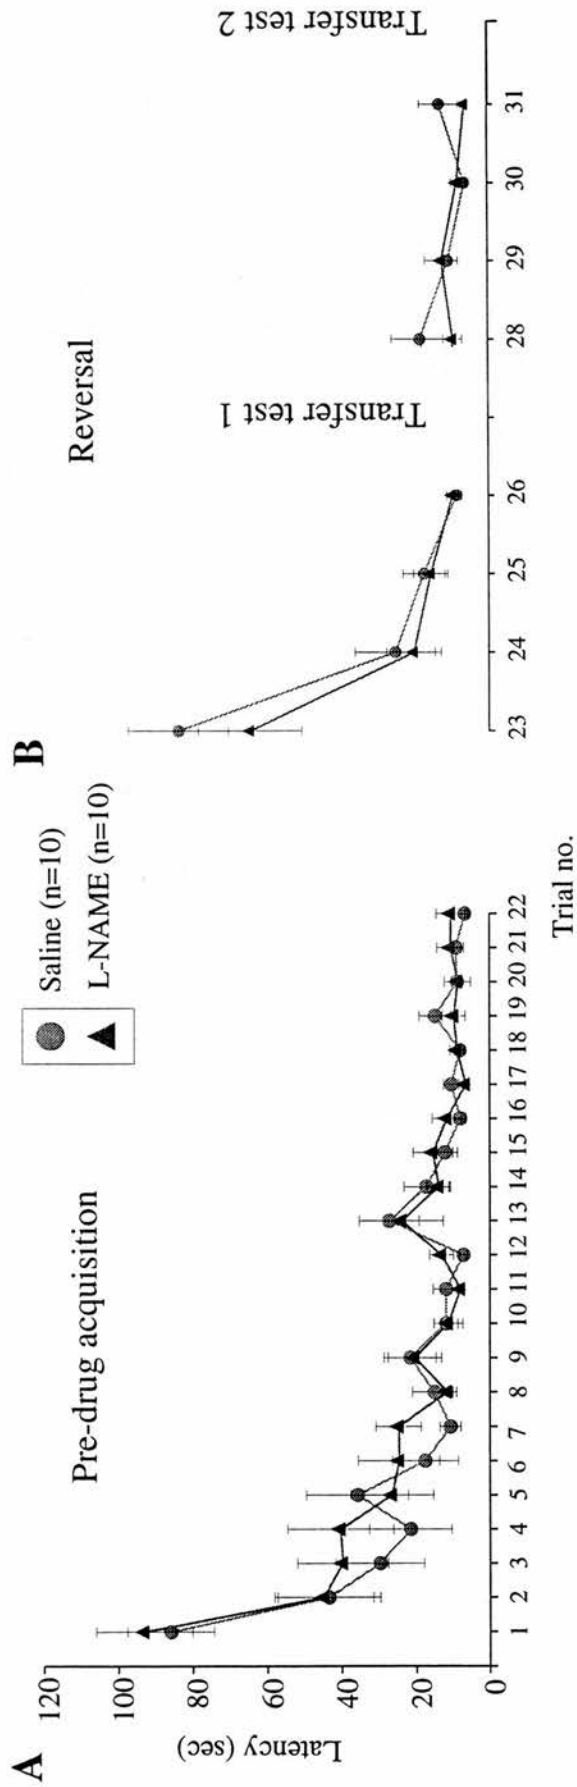 A
Pre-drug acquisition
Saline (n=10)
L-NAME (n=10)
B
Reversal
Latency (sec)
120
100
80
60
40
20
0
1 2 3 4 5 6 7 8 9 10 11 12 13 14 15 16 17 18 19 20 21 22
23 24 25 26
Transfer test 1
28 29 30 31
Transfer test 2
Trial no.